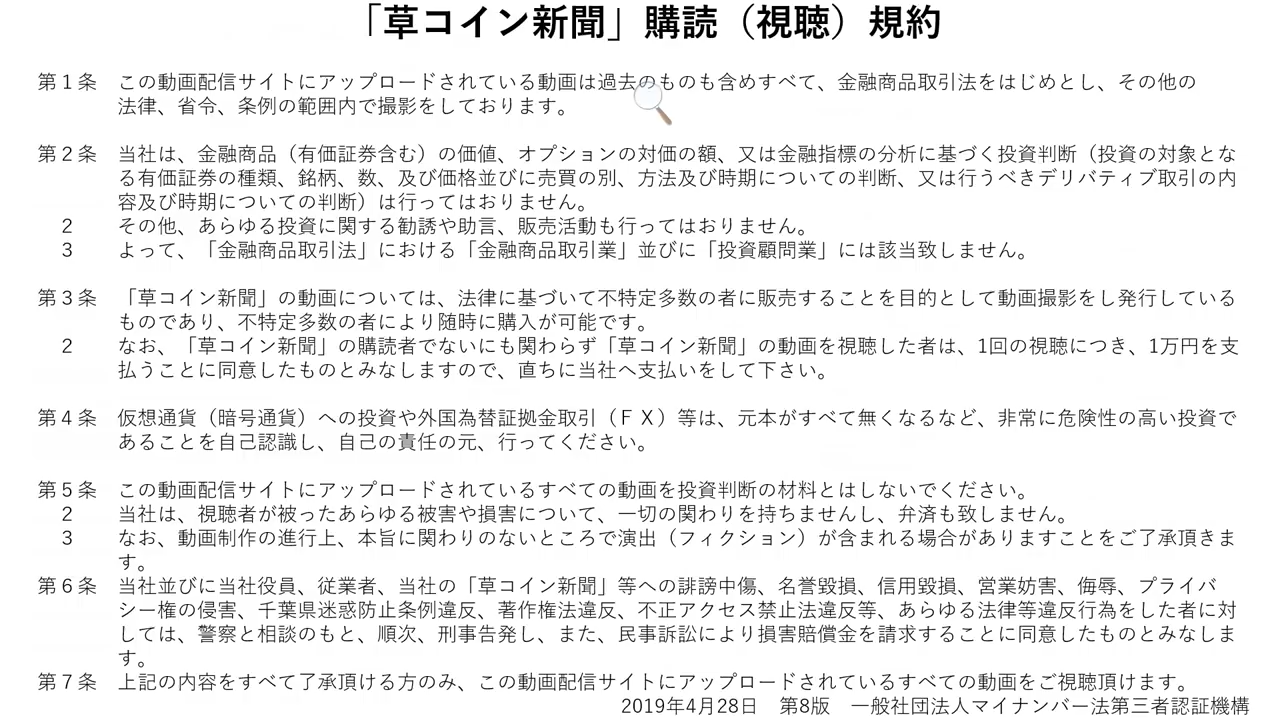 「草コイン新聞」購読（視聴）規約
第１条　この動画配信サイトにアップロードされている動画は過去のものも含めすべて、金融商品取引法をはじめとし、その他の
法律、省令、条例の範囲内で撮影をしております。
第２条　当社は、金融商品（有価証券含む）の価値、オプションの対価の額、又は金融指標の分析に基づく投資判断（投資の対象とな
る有価証券の種類、銘柄、数、及び価格並びに売買の別、方法及び時期についての判断、又は行うべきデリバティブ取引の内
容及び時期についての判断）は行ってはおりません。
２　その他、あらゆる投資に関する勧誘や助言、販売活動も行ってはおりません。
３　よって、「金融商品取引法」における「金融商品取引業」並びに「投資顧問業」には該当致しません。
第３条　「草コイン新聞」の動画については、法律に基づいて不特定多数の者に販売することを目的として動画撮影をし発行している
ものであり、不特定多数の者により随時に購入が可能です。
２　なお、「草コイン新聞」の購読者でないにも関わらず「草コイン新聞」の動画を視聴した者は、1回の視聴につき、1万円を支
払うことに同意したものとみなしますので、直ちに当社へ支払いをして下さい。
第４条　仮想通貨（暗号通貨）への投資や外国為替証拠金取引（ＦＸ）等は、元本がすべて無くなるなど、非常に危険性の高い投資で
あることを自己認識し、自己の責任の元、行ってください。
第５条　この動画配信サイトにアップロードされているすべての動画を投資判断の材料とはしないでください。
２　当社は、視聴者が被ったあらゆる被害や損害について、一切の関わりを持ちませんし、弁済も致しません。
３　なお、動画制作の進行上、本旨に関わりのないところで演出（フィクション）が含まれる場合がありますことをご了承頂きま
す。
第６条　当社並びに当社役員、従業者、当社の「草コイン新聞」等への誹謗中傷、名誉毀損、信用毀損、営業妨害、侮辱、プライバ
シー権の侵害、千葉県迷惑防止条例違反、著作権法違反、不正アクセス禁止法違反等、あらゆる法律等違反行為をした者に対
しては、警察と相談のもと、順次、刑事告発し、また、民事訴訟により損害賠償金を請求することに同意したものとみなしま
す。
第７条　上記の内容をすべて了承頂ける方のみ、この動画配信サイトにアップロードされているすべての動画をご視聴頂けます。
2019年4月28日　第8版　一般社団法人マイナンバー法第三者認証機構